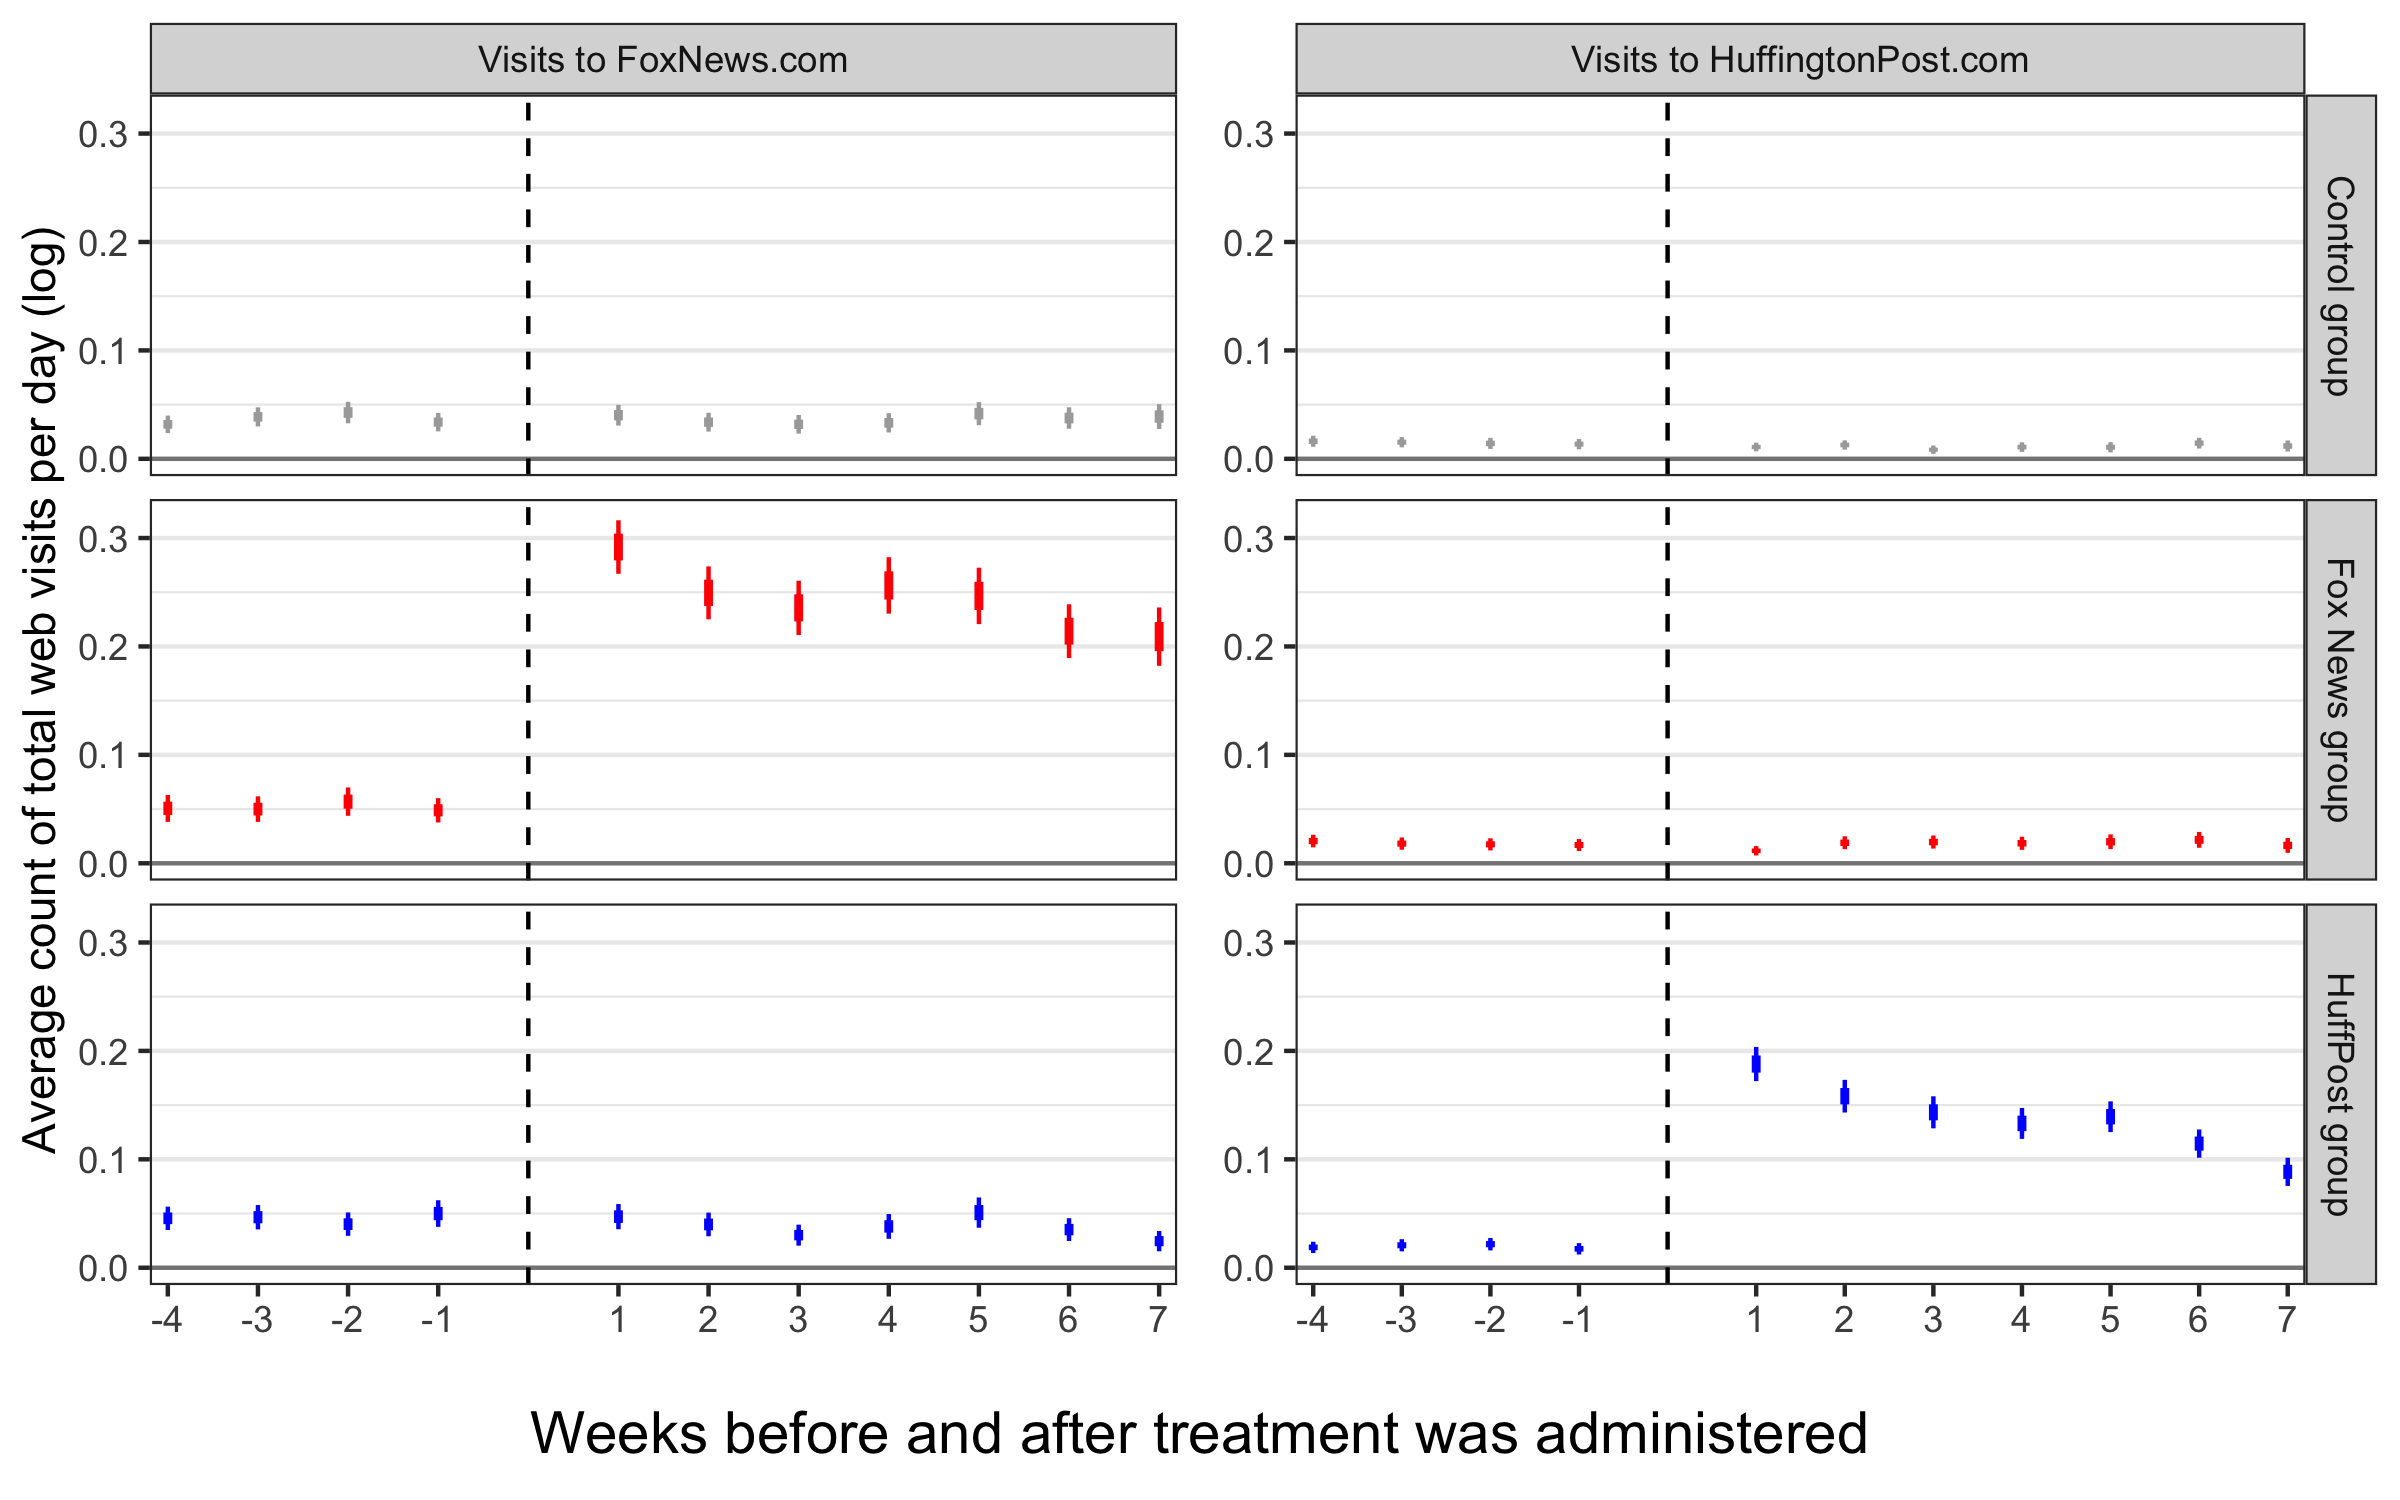 Visits to FoxNews.com
Visits to HuffingtonPost.com
Average count of total web visits per day (log)
0.3
0.2
0.1
0.0
0.3
0.2
0.1
0.0
Control group
0.3
0.2
0.1
0.0
0.3
0.2
0.1
0.0
Fox News group
0.3
0.2
0.1
0.0
0.3
0.2
0.1
0.0
HuffPost group
-4 -3 -2 -1 1 2 3 4 5 6 7
-4 -3 -2 -1 1 2 3 4 5 6 7
Weeks before and after treatment was administered